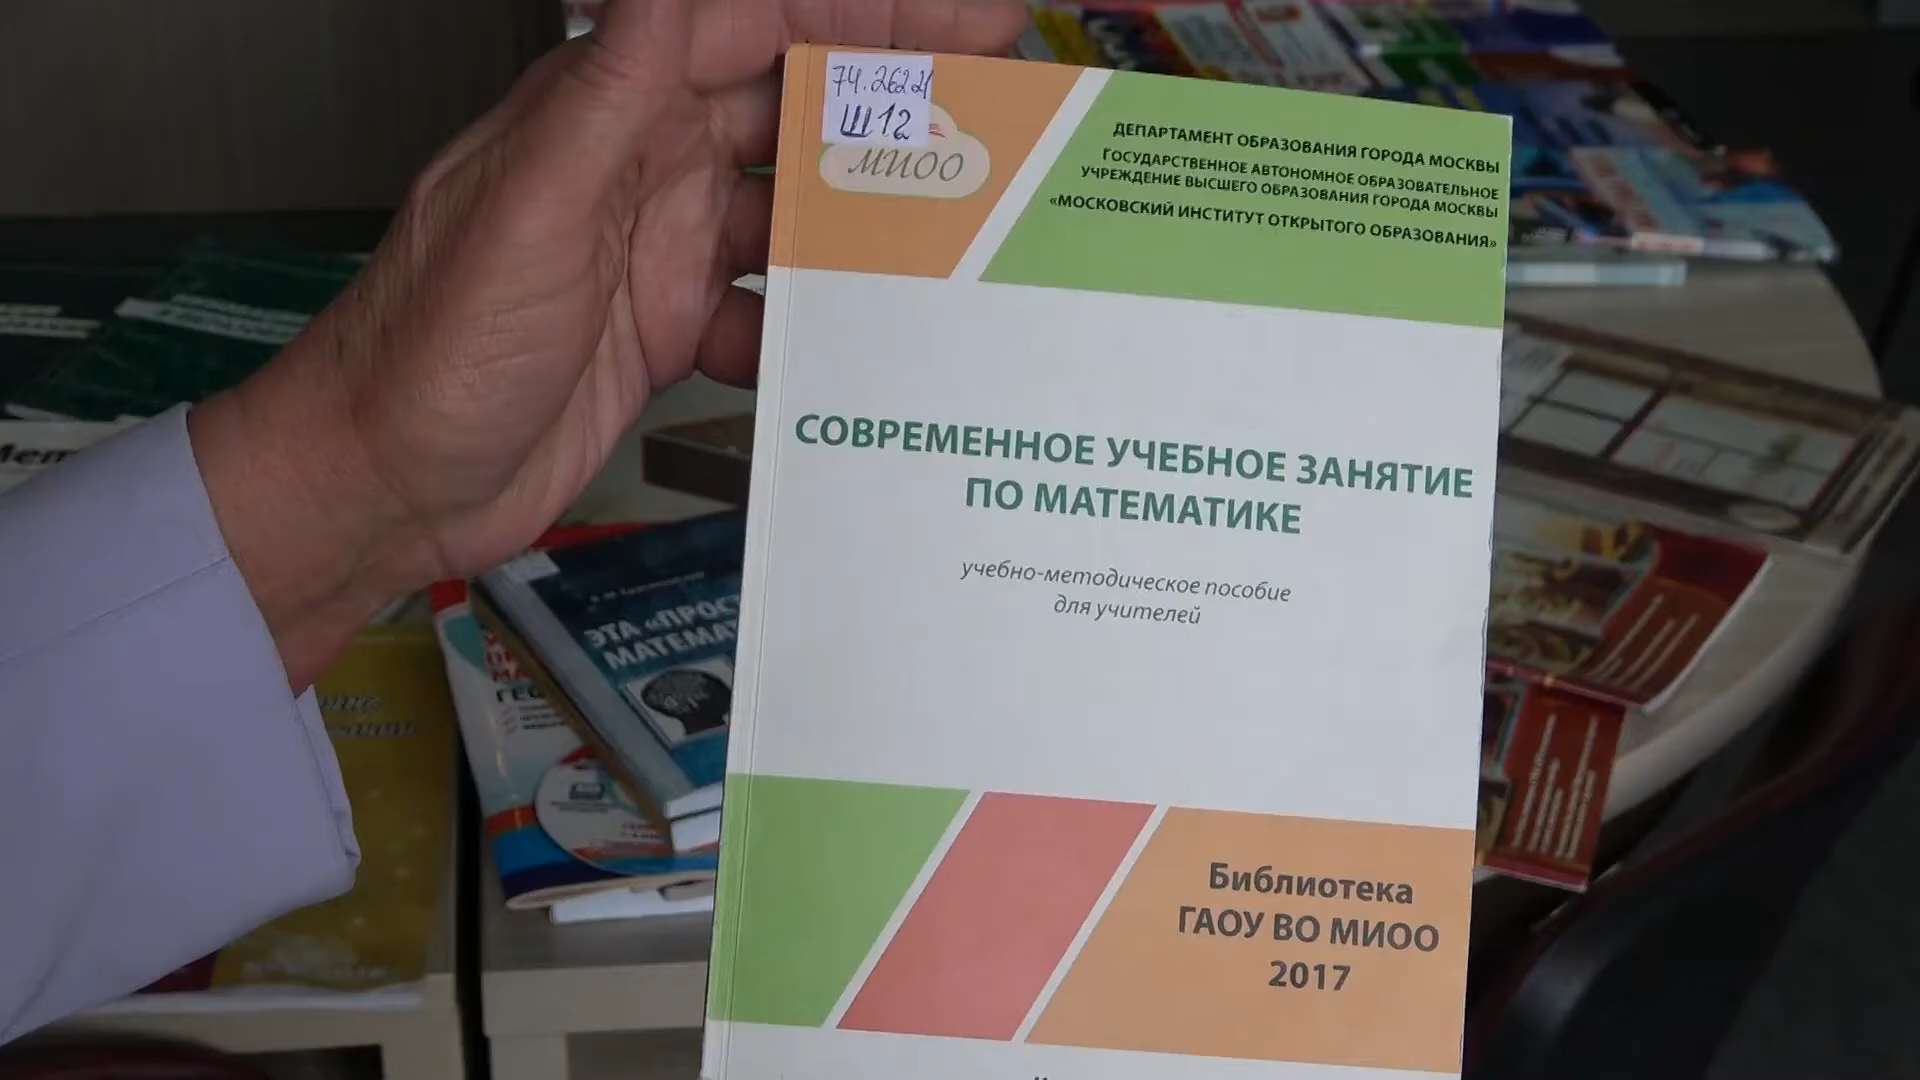 74.262.21
Ш12
МИОО
ДЕПАРТАМЕНТ ОБРАЗОВАНИЯ ГОРОДА МОСКВЫ
ГОСУДАРСТВЕННОЕ АВТОНОМНОЕ ОБРАЗОВАТЕЛЬНОЕ
УЧРЕЖДЕНИЕ ВЫСШЕГО ОБРАЗОВАНИЯ ГОРОДА МОСКВЫ
«МОСКОВСКИЙ ИНСТИТУТ ОТКРЫТОГО ОБРАЗОВАНИЯ»
СОВРЕМЕННОЕ УЧЕБНОЕ ЗАНЯТИЕ
ПО МАТЕМАТИКЕ
учебно-методическое пособие
для учителей
Библиотека
ГАОУ ВО МИОО
2017
ЭТА «ПРОС
МАТЕМАТ